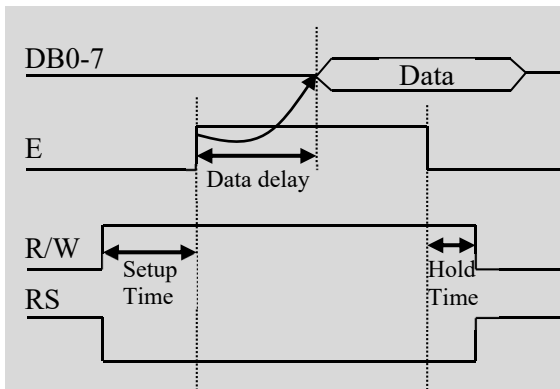 DB0-7
Data
E
Data delay
R/W
Setup
Time
Hold
Time
RS